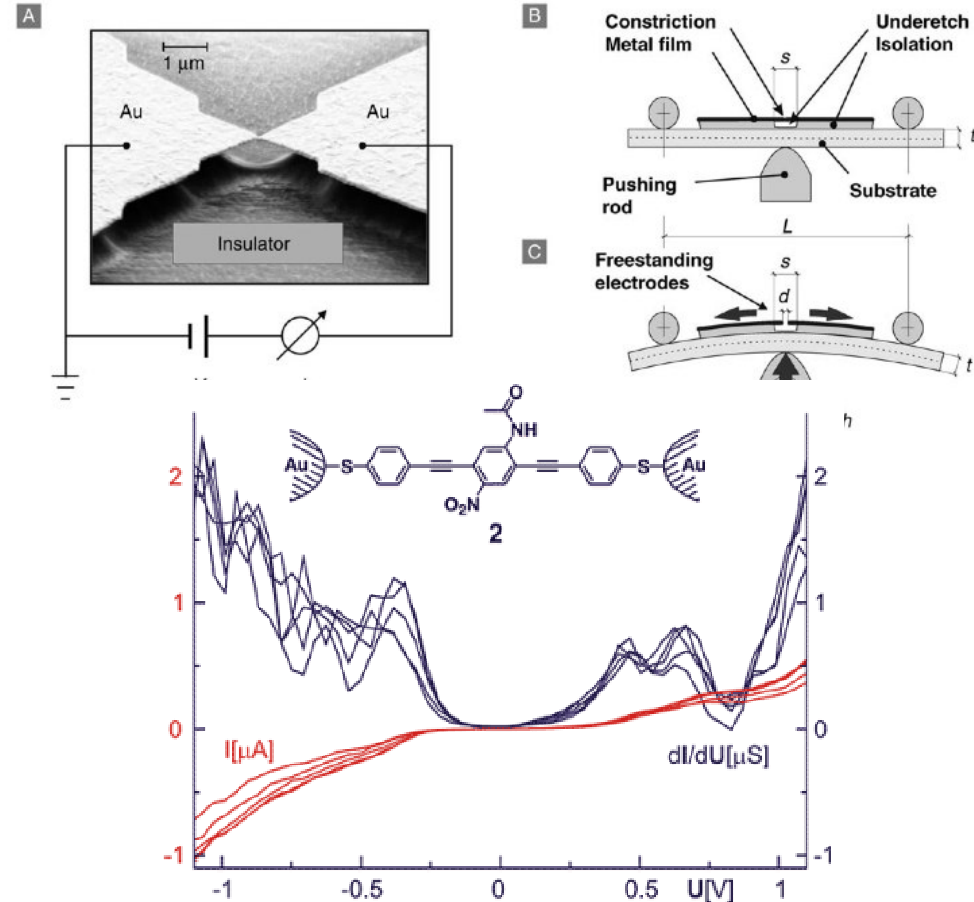 A
1 μm
Au
Au
Insulator
B
Constriction
Metal film
Underetch
Isolation
s
t
Pushing
rod
Substrate
L
C
Freestanding
electrodes
s
d
t
h
O
NH
Au
S
S
Au
O₂N
2
2
2
1
1
0
0
I[μA]
dI/dU[μS]
-1
-1
-1
-0.5
0
0.5
U[V]
1